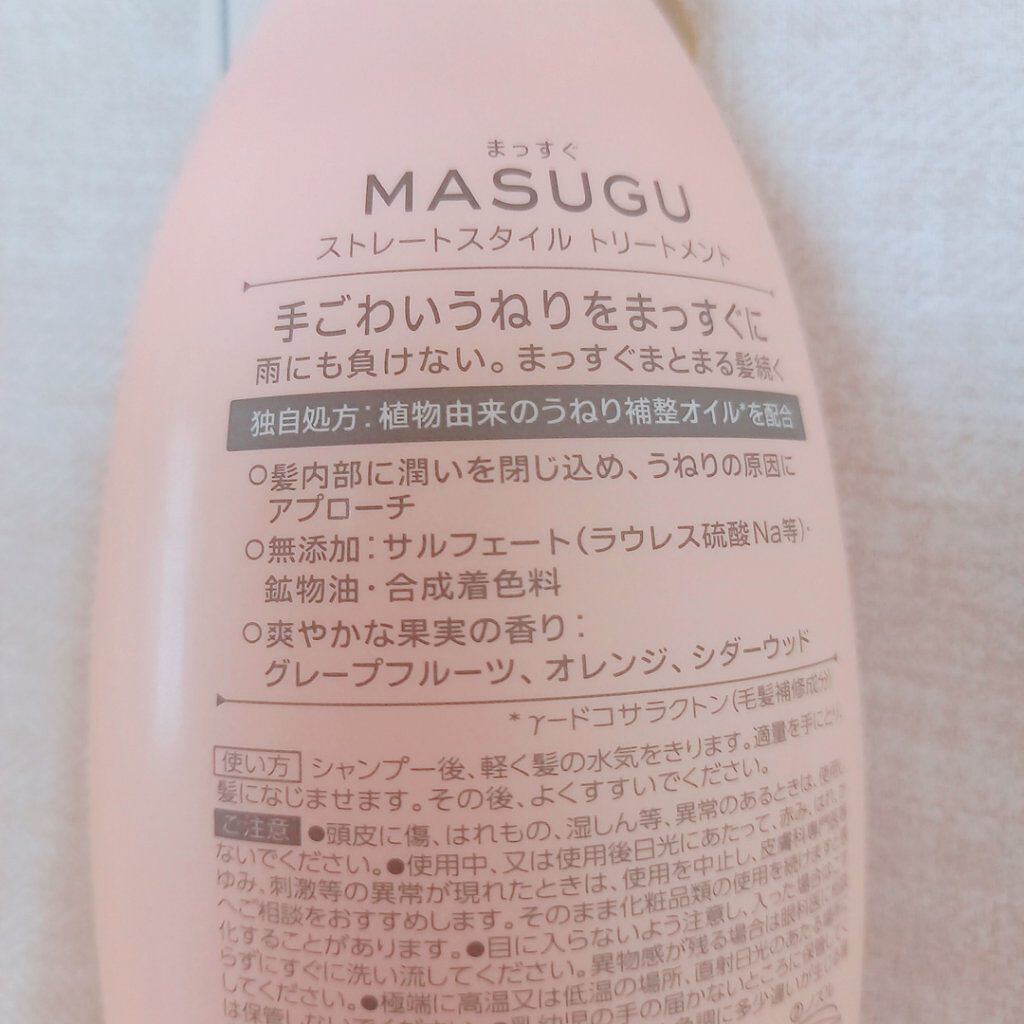 まっすぐ
MASUGU
ストレートスタイル トリートメント
手ごわいうねりをまっすぐに
雨にも負けない。まっすぐまとまる髪続く
独自処方：植物由来のうねり補整オイル*を配合
○髪内部に潤いを閉じ込め、うねりの原因に
アプローチ
○無添加：サルフェート(ラウレス硫酸Na等)・
鉱物油・合成着色料
○爽やかな果実の香り：
グレープフルーツ、オレンジ、シダーウッド
* γードコサラクトン(毛髪補修成分)
使い方 シャンプー後、軽く髪の水気をきります。適量を手にとり、
髪になじませます。その後、よくすすいでください。
ご注意 ●頭皮に傷、はれもの、湿しん等、異常のあるときは、使用し
ないでください。●使用中、又は使用後日光にあたって、赤み、はれ、か
ゆみ、刺激等の異常が現れたときは、使用を中止し、皮膚科専門医等
へご相談をおすすめします。そのまま化粧品類の使用を続けますと悪
化することがあります。●目に入らないよう注意し、入った場合は、こす
らずにすぐに洗い流してください。異物感が残る場合は眼科医に相談
してください。●極端に高温又は低温の場所、直射日光のあたる場所に
は保管しないでください。●乳幼児の手の届かないところに保管して